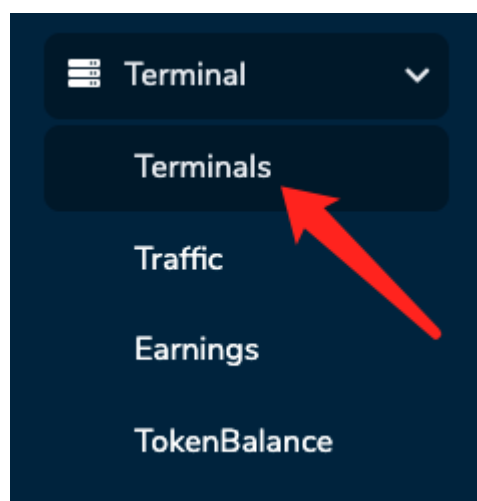 Terminal
Terminals
Traffic
Earnings
TokenBalance